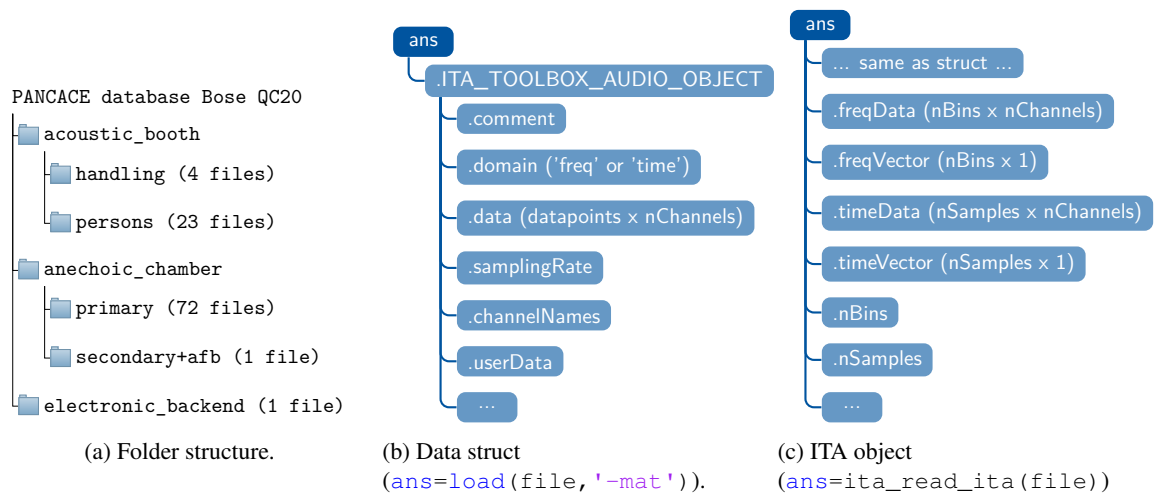 PANCACE database Bose QC20
acoustic_booth
handling (4 files)
persons (23 files)
anechoic_chamber
primary (72 files)
secondary+afb (1 file)
electronic_backend (1 file)
(a) Folder structure.
ans
.ITA_TOOLBOX_AUDIO_OBJECT
.comment
.domain ('freq' or 'time')
.data (datapoints x nChannels)
.samplingRate
.channelNames
.userData
...
(b) Data struct
(ans=load(file,'-mat')).
ans
... same as struct ...
.freqData (nBins x nChannels)
.freqVector (nBins x 1)
.timeData (nSamples x nChannels)
.timeVector (nSamples x 1)
.nBins
.nSamples
...
(c) ITA object
(ans=ita_read_ita(file))